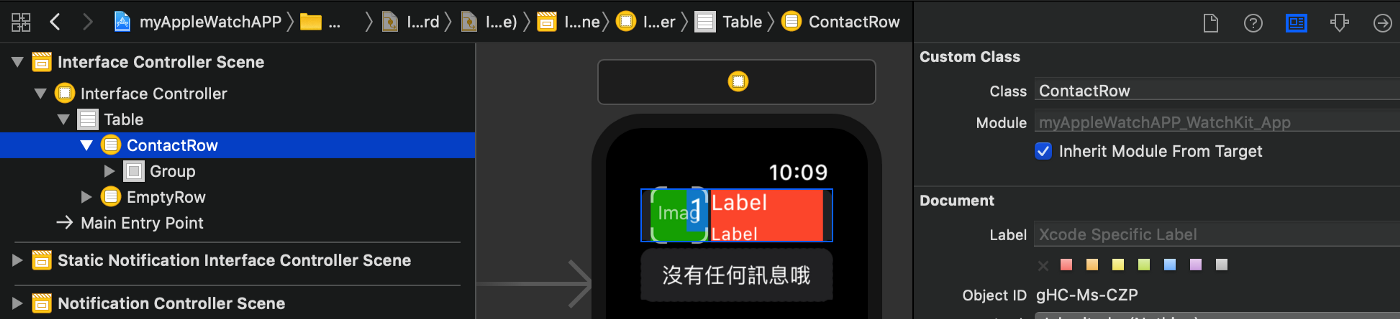 myAppleWatchAPP 〉 ... 〉 I...rd 〉 I...e) 〉 I...ne 〉 I...er 〉 Table 〉 ContactRow
Interface Controller Scene
Interface Controller
Table
ContactRow
Group
EmptyRow
Main Entry Point
Static Notification Interface Controller Scene
Notification Controller Scene
10:09
Imag
1
Label
Label
沒有任何訊息哦
Custom Class
Class ContactRow
Module myAppleWatchAPP_WatchKit_App
Inherit Module From Target
Document
Label Xcode Specific Label
Object ID gHC-Ms-CZP